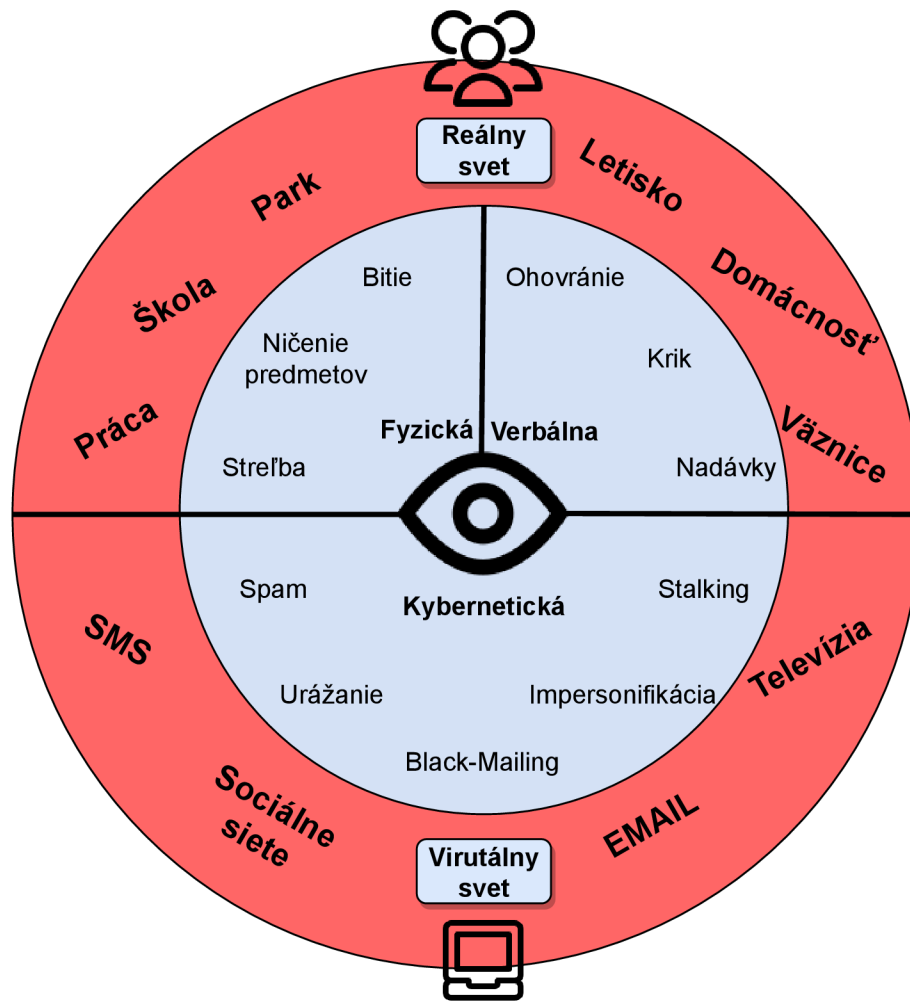 Reálny
svet
Park
Letisko
Škola
Domácnosť
Práca
Väznice
Bitie
Ohovránie
Ničenie
predmetov
Krik
Fyzická
Verbálna
Streľba
Nadávky
Spam
Kybernetická
Stalking
Urážanie
Impersonifikácia
Black-Mailing
SMS
Televízia
Sociálne
siete
EMAIL
Virutálny
svet